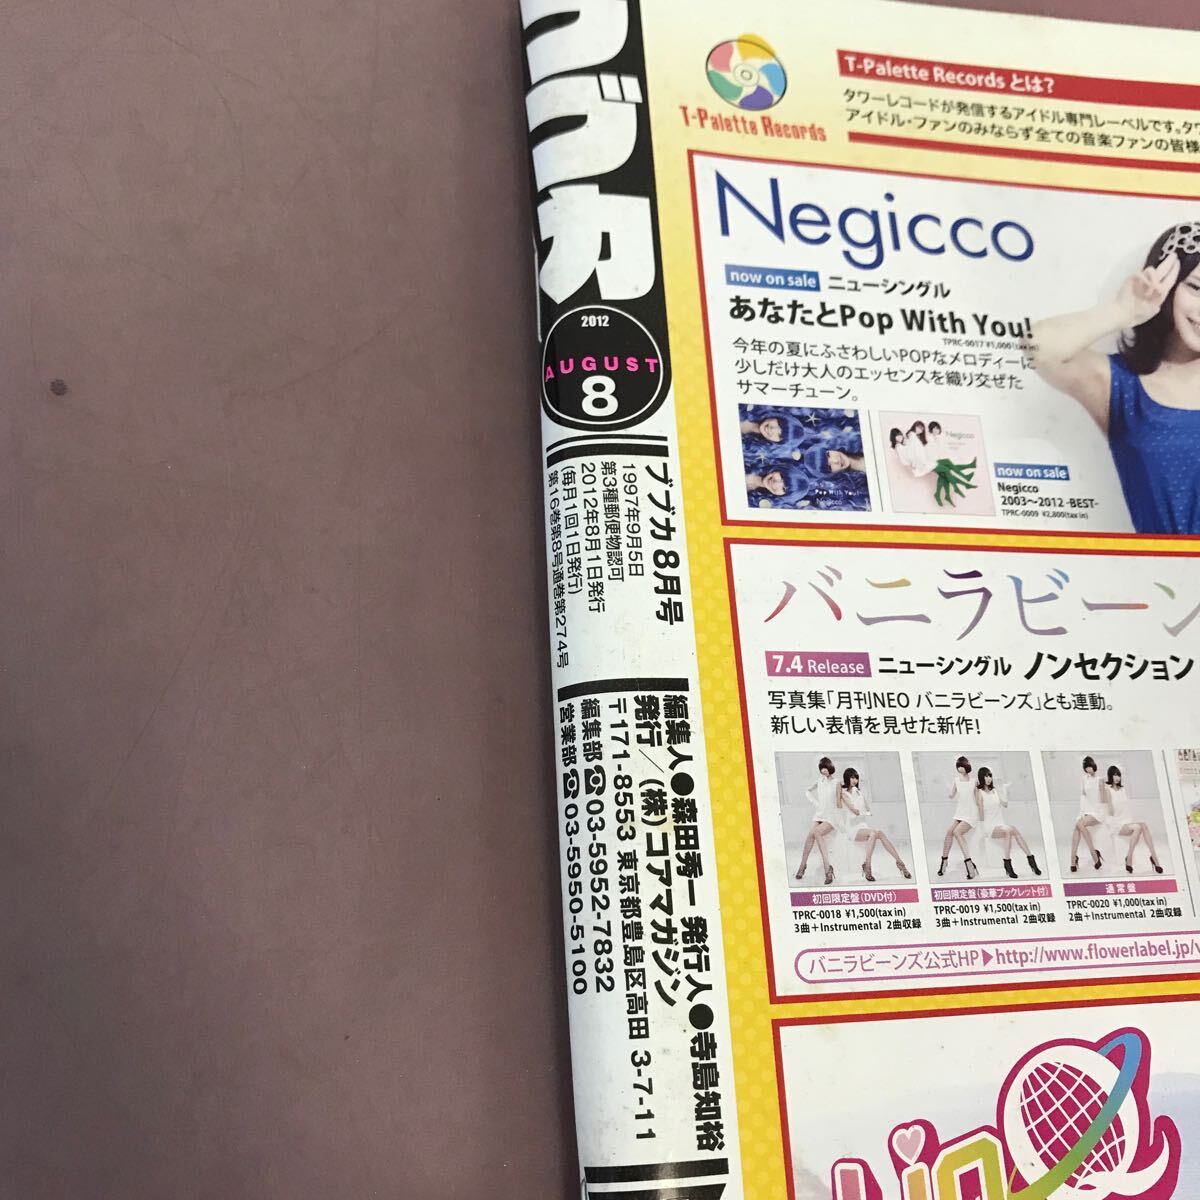 ブブカ
2012
AUGUST
8
ブブカ 8月号
1997年9月5日
第3種郵便物認可
2012年8月1日発行
(毎月1回1日発行)
第16巻第8号通巻第274号
編集人●森田秀一 発行人●寺島知裕
発行/(株)コアマガジン
〒171-8553 東京都豊島区高田 3-7-11
編集部☎03-5952-7832
営業部☎03-5950-5100
T-Palette Records
T-Palette Records とは?
タワーレコードが発信するアイドル専門レーベルです。タワ
アイドル・ファンのみならず全ての音楽ファンの皆様
Negicco
now on sale ニューシングル
あなたとPop With You!
TPRC-0017 ¥1,000(tax in)
今年の夏にふさわしいPOPなメロディーに
少しだけ大人のエッセンスを織り交ぜた
サマーチューン。
Pop With You!
Negicco
Negicco
now on sale
Negicco
2003～2012 -BEST-
TPRC-0009 ¥2,800(tax in)
バニラビーン
7.4 Release ニューシングル ノンセクション
写真集「月刊NEO バニラビーンズ」とも連動。
新しい表情を見せた新作!
初回限定盤(DVD付)
TPRC-0018 ¥1,500(tax in)
3曲+Instrumental 2曲収録
初回限定盤(豪華ブックレット付)
TPRC-0019 ¥1,500(tax in)
3曲+Instrumental 2曲収録
通常盤
TPRC-0020 ¥1,000(tax in)
2曲+Instrumental 2曲収録
バニラビーンズ公式HP▶http://www.flowerlabel.jp/v